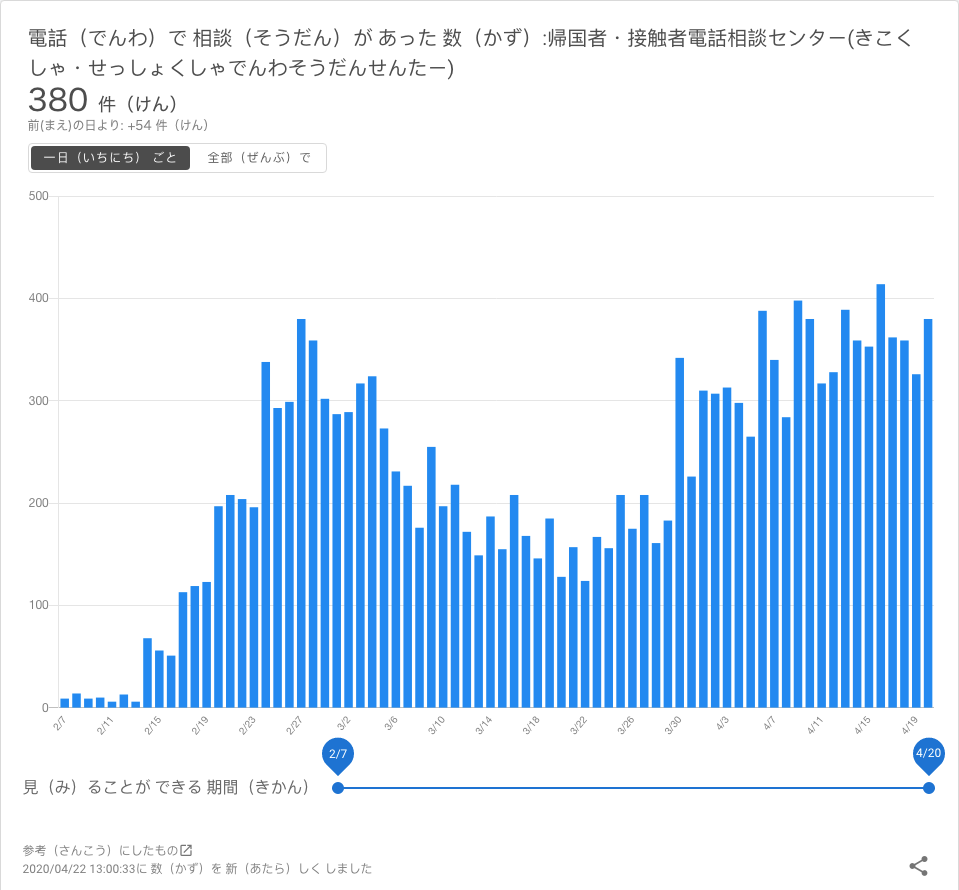 電話（でんわ）で 相談（そうだん）が あった 数（かず）:帰国者・接触者電話相談センター(きこく
しゃ・せっしょくしゃでんわそうだんせんたー)
380 件（けん）
前(まえ)の日より: +54 件（けん）
一日（いちにち） ごと 全部（ぜんぶ）で
500
400
300
200
100
0
2/7 2/11 2/15 2/19 2/23 2/27 3/2 3/6 3/10 3/14 3/18 3/22 3/26 3/30 4/3 4/7 4/11 4/15 4/19
2/7 4/20
見（み）ることが できる 期間（きかん）
参考（さんこう）にしたもの
2020/04/22 13:00:33に 数（かず）を 新（あたら）しく しました